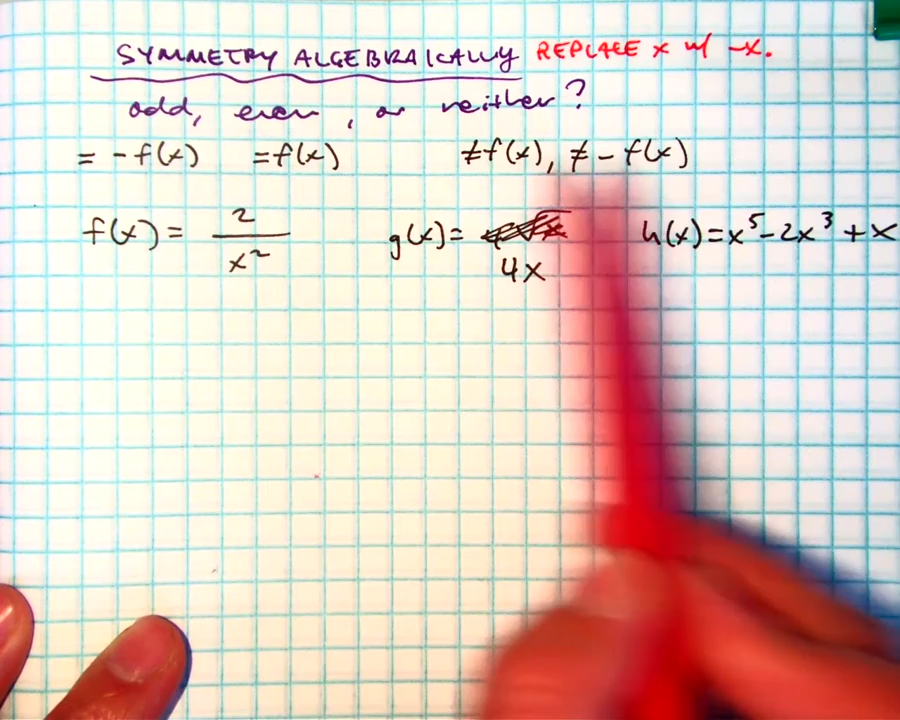 SYMMETRY ALGEBRAICALLY REPLACE x w/ -x.
odd, even, or neither?
= -f(x) =f(x) ≠f(x), ≠ -f(x)
f(x) = 2/x² g(x) = 4x h(x)=x⁵-2x³+x